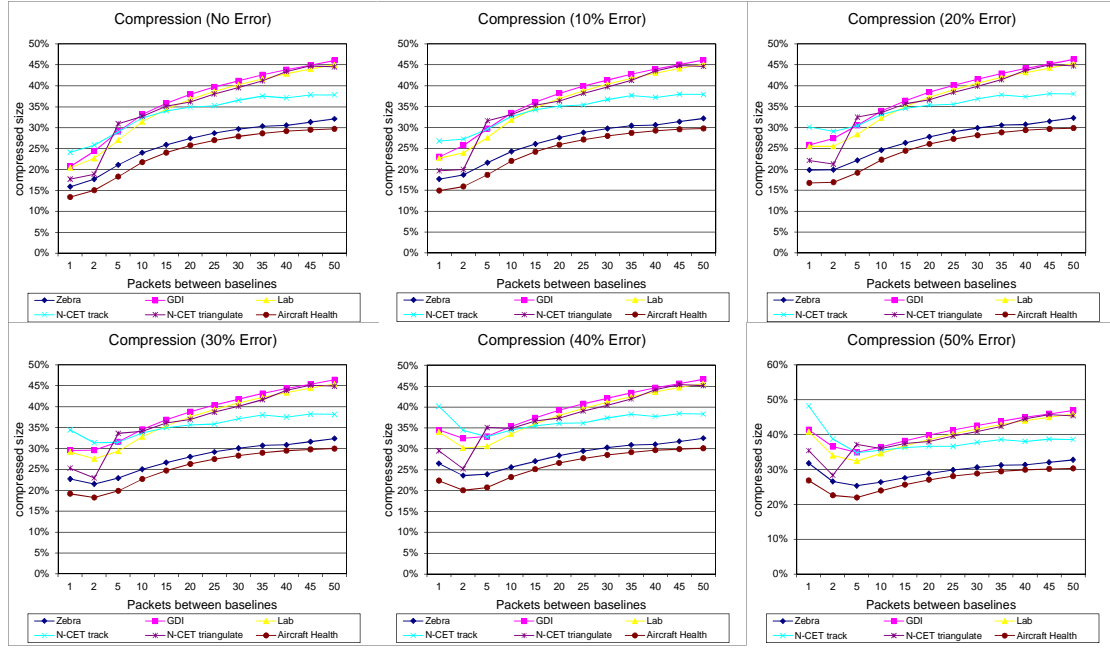 Compression (No Error)
50%
45%
40%
35%
30%
25%
20%
15%
10%
5%
0%
compressed size
1 2 5 10 15 20 25 30 35 40 45 50
Packets between baselines
Zebra GDI Lab
N-CET track N-CET triangulate Aircraft Health
Compression (10% Error)
50%
45%
40%
35%
30%
25%
20%
15%
10%
5%
0%
compressed size
1 2 5 10 15 20 25 30 35 40 45 50
Packets between baselines
Zebra GDI Lab
N-CET track N-CET triangulate Aircraft Health
Compression (20% Error)
50%
45%
40%
35%
30%
25%
20%
15%
10%
5%
0%
compressed size
1 2 5 10 15 20 25 30 35 40 45 50
Packets between baselines
Zebra GDI Lab
N-CET track N-CET triangulate Aircraft Health
Compression (30% Error)
50%
45%
40%
35%
30%
25%
20%
15%
10%
5%
0%
compressed size
1 2 5 10 15 20 25 30 35 40 45 50
Packets between baselines
Zebra GDI Lab
N-CET track N-CET triangulate Aircraft Health
Compression (40% Error)
50%
45%
40%
35%
30%
25%
20%
15%
10%
5%
0%
compressed size
1 2 5 10 15 20 25 30 35 40 45 50
Packets between baselines
Zebra GDI Lab
N-CET track N-CET triangulate Aircraft Health
Compression (50% Error)
60%
50%
40%
30%
20%
10%
0%
compressed size
1 2 5 10 15 20 25 30 35 40 45 50
Packets between baselines
Zebra GDI Lab
N-CET track N-CET triangulate Aircraft Health